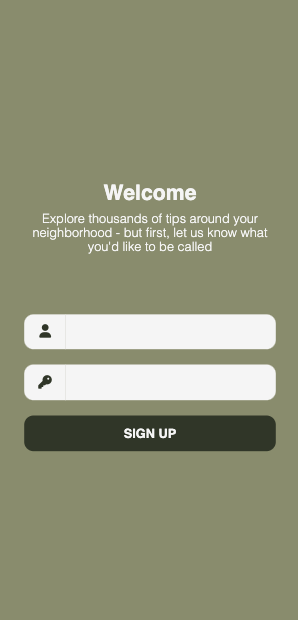 Welcome
Explore thousands of tips around your
neighborhood - but first, let us know what
you'd like to be called
SIGN UP